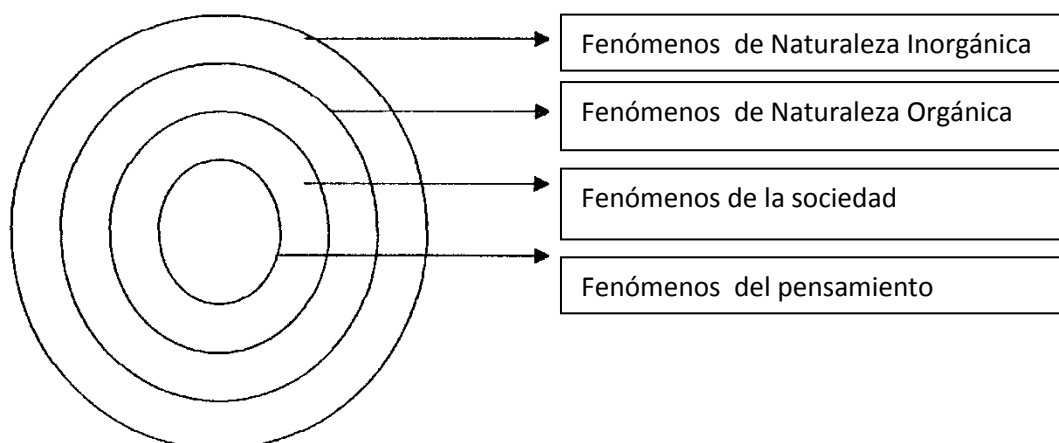 Fenómenos de Naturaleza Inorgánica
Fenómenos de Naturaleza Orgánica
Fenómenos de la sociedad
Fenómenos del pensamiento